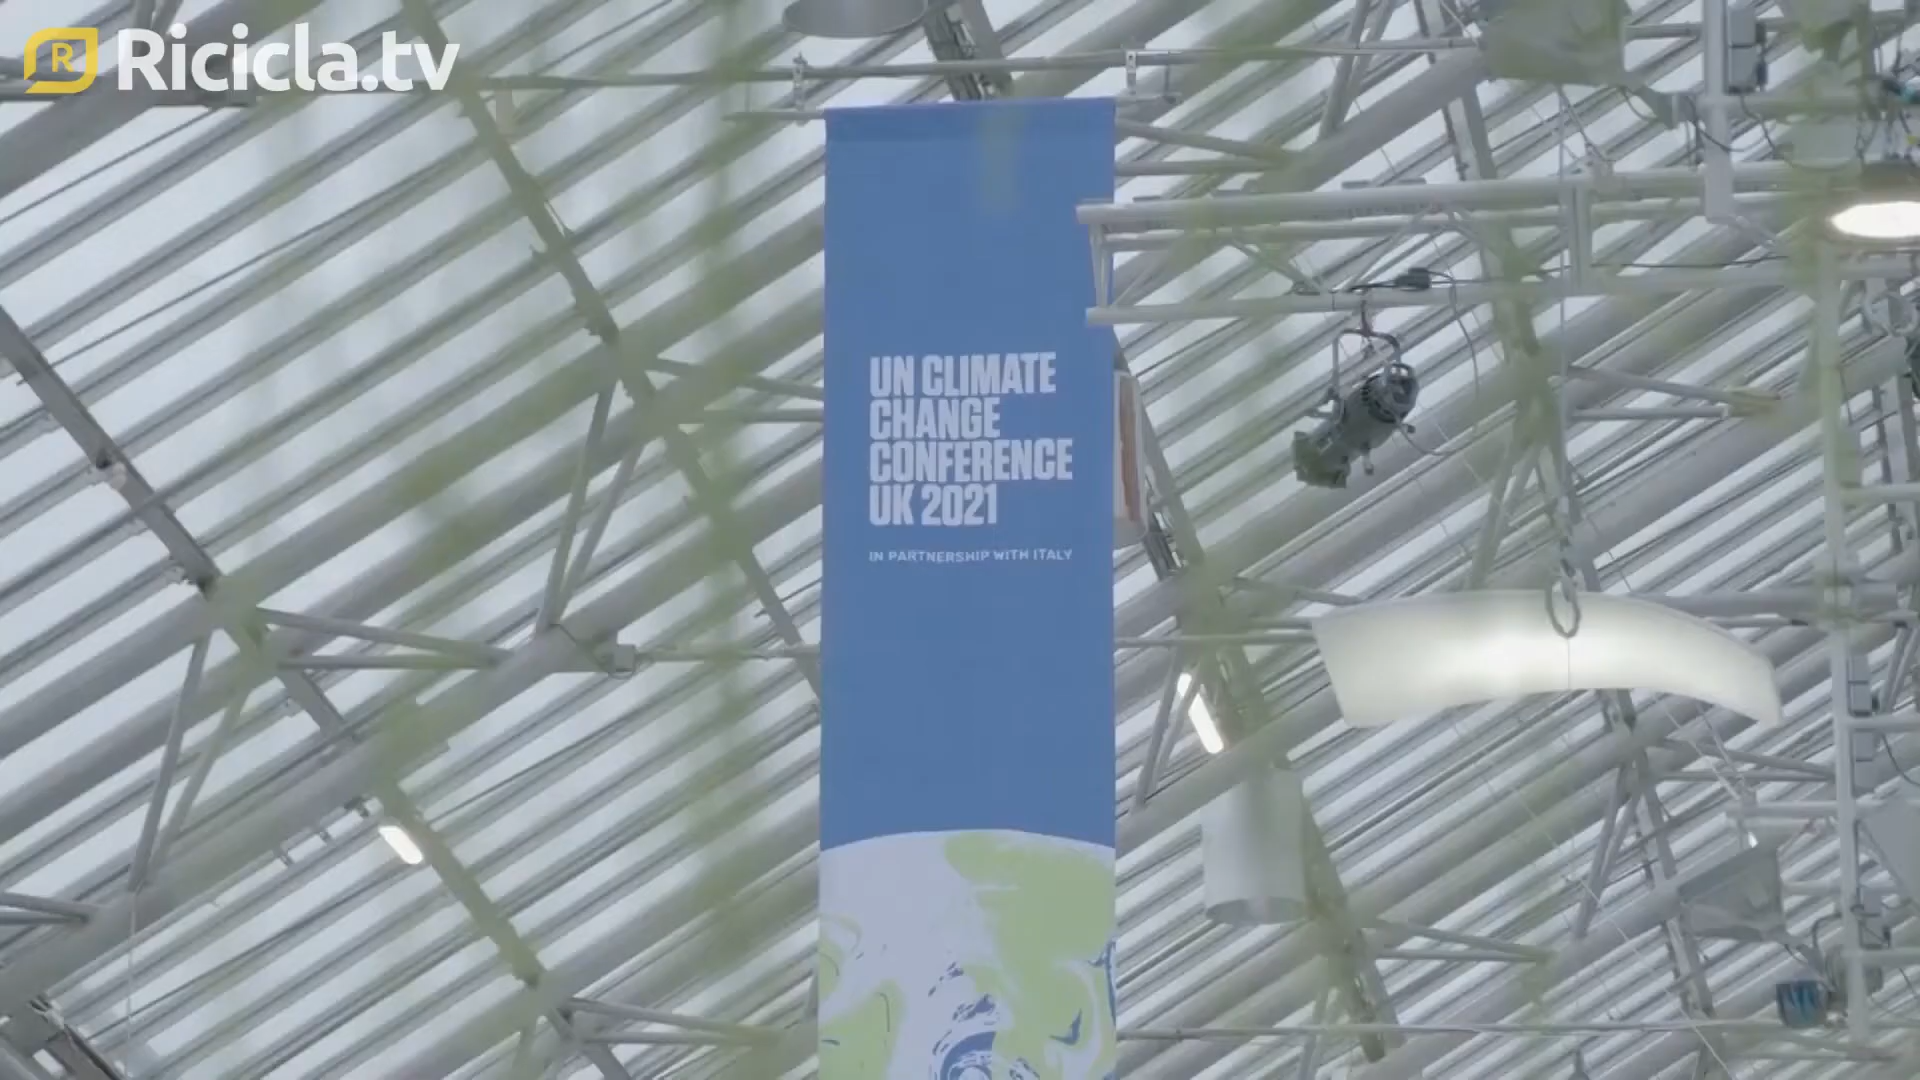 R Ricicla.tv
UN CLIMATE
CHANGE
CONFERENCE
UK 2021
IN PARTNERSHIP WITH ITALY